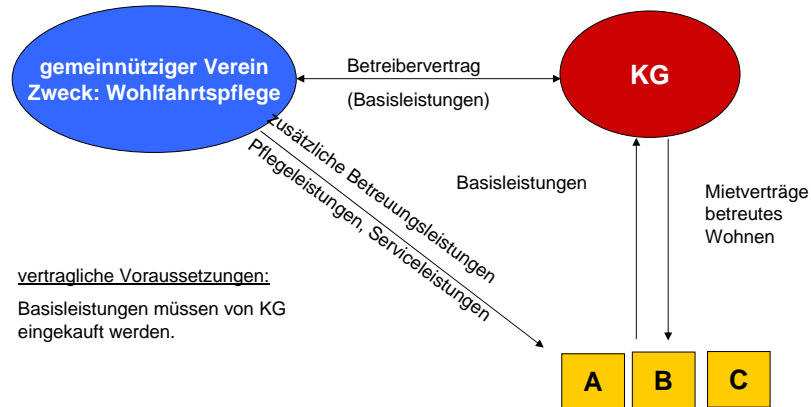 gemeinnütziger Verein
Zweck: Wohlfahrtspflege
Betreibervertrag
(Basisleistungen)
KG
zusätzliche Betreuungsleistungen
Pflegeleistungen, Serviceleistungen
Basisleistungen
Mietverträge
betreutes
Wohnen
vertragliche Voraussetzungen:
Basisleistungen müssen von KG
eingekauft werden.
A
B
C